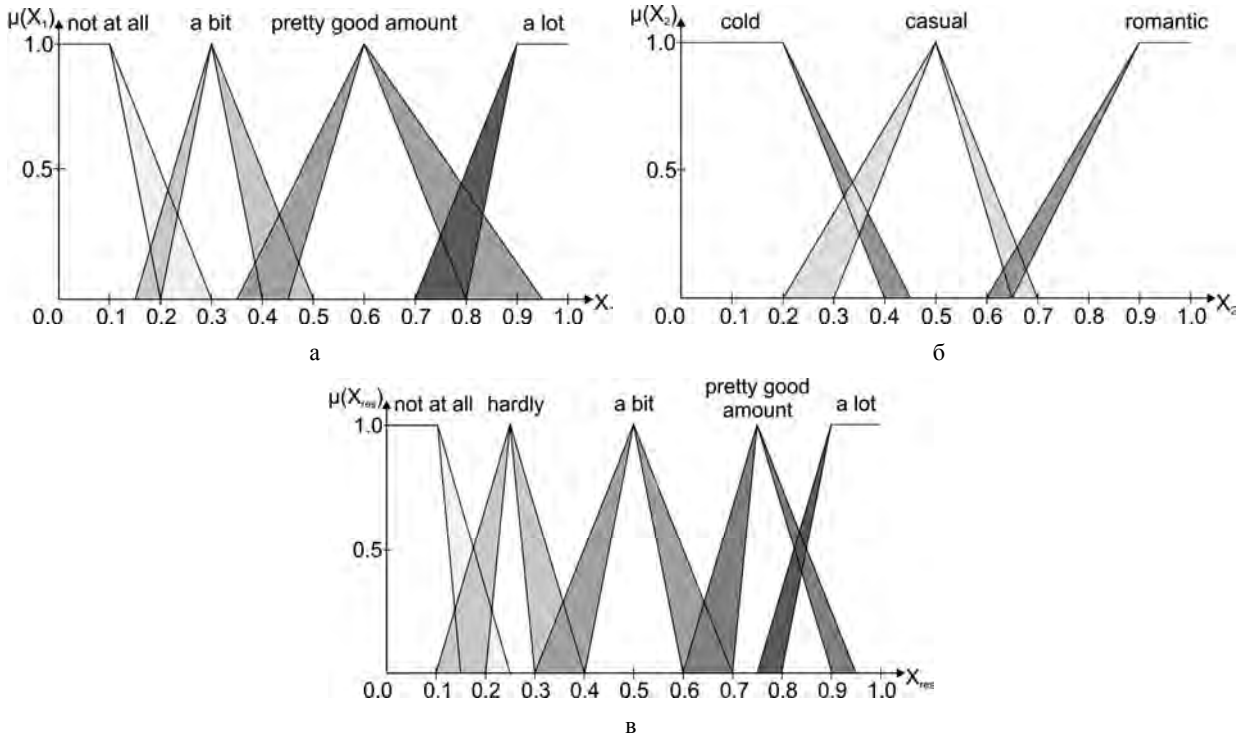 μ(X₁) not at all a bit pretty good amount a lot
1.0
0.5
0.0 0.1 0.2 0.3 0.4 0.5 0.6 0.7 0.8 0.9 1.0 X
а
μ(X₂) cold casual romantic
1.0
0.5
0.0 0.1 0.2 0.3 0.4 0.5 0.6 0.7 0.8 0.9 1.0 X₂
б
pretty good
amount
μ(Xres) not at all hardly a bit a lot
1.0
0.5
0.0 0.1 0.2 0.3 0.4 0.5 0.6 0.7 0.8 0.9 1.0 Xres
в